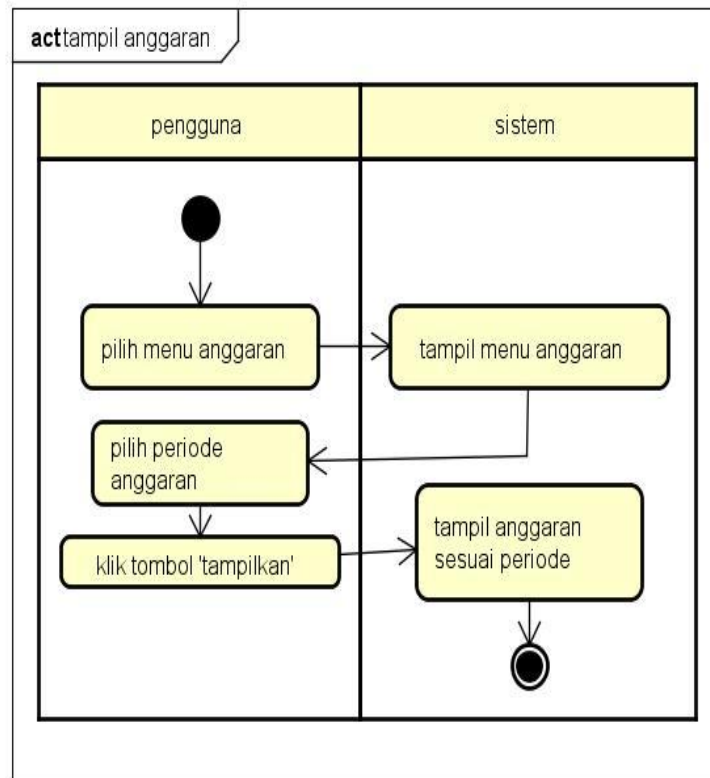 act tampil anggaran
pengguna
sistem
pilih menu anggaran
tampil menu anggaran
pilih periode
anggaran
klik tombol 'tampilkan'
tampil anggaran
sesuai periode